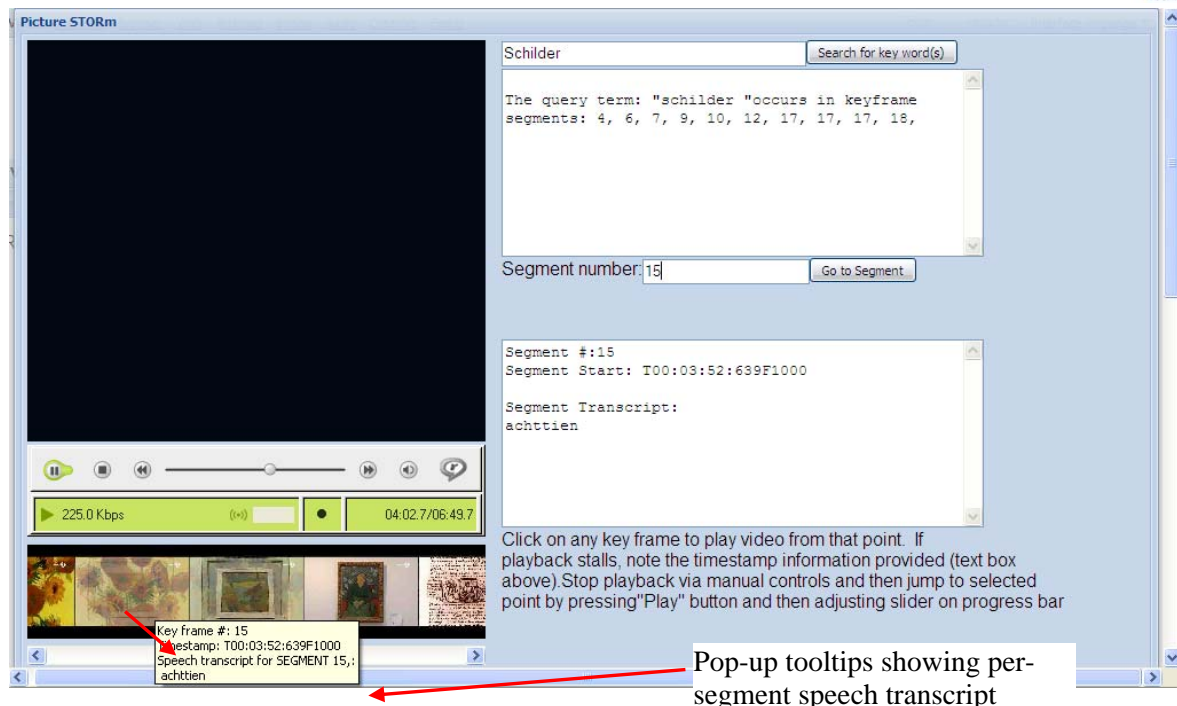 Picture STORm
Schilder
Search for key word(s)
The query term: "schilder "occurs in keyframe
segments: 4, 6, 7, 9, 10, 12, 17, 17, 17, 18,
Segment number:
15
Go to Segment
Segment #:15
Segment Start: T00:03:52:639F1000
Segment Transcript:
achttien
225.0 Kbps
04:02.7/06:49.7
Click on any key frame to play video from that point. If
playback stalls, note the timestamp information provided (text box
above).Stop playback via manual controls and then jump to selected
point by pressing"Play" button and then adjusting slider on progress bar
Key frame #: 15
Timestamp: T00:03:52:639F1000
Speech transcript for SEGMENT 15,:
achttien
Pop-up tooltips showing per-
segment speech transcript